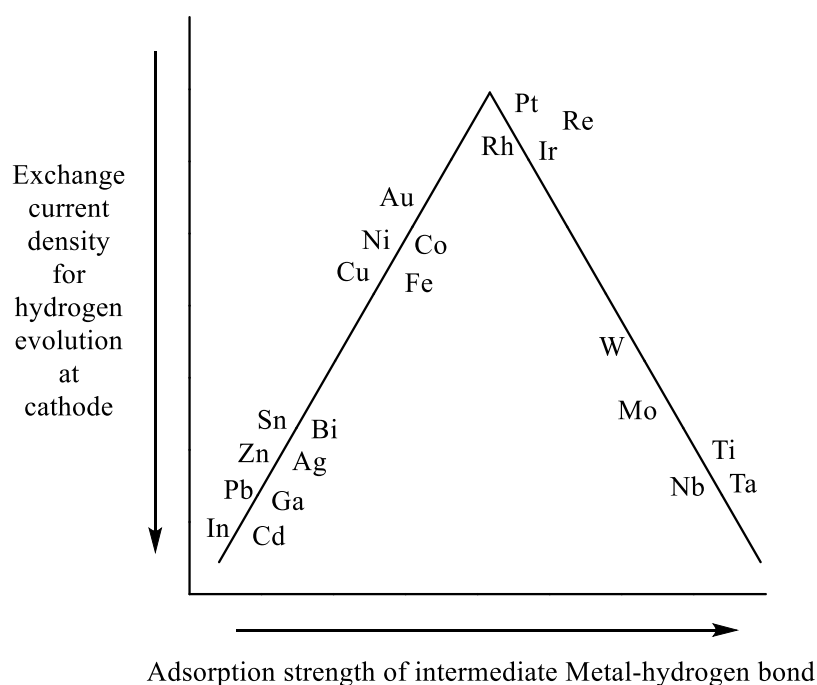 Exchange
current
density
for
hydrogen
evolution
at
cathode
Pt
Re
Rh
Ir
Au
Ni
Co
Cu
Fe
W
Mo
Sn
Bi
Zn
Ag
Ti
Pb
Ga
Nb
Ta
In
Cd
Adsorption strength of intermediate Metal-hydrogen bond